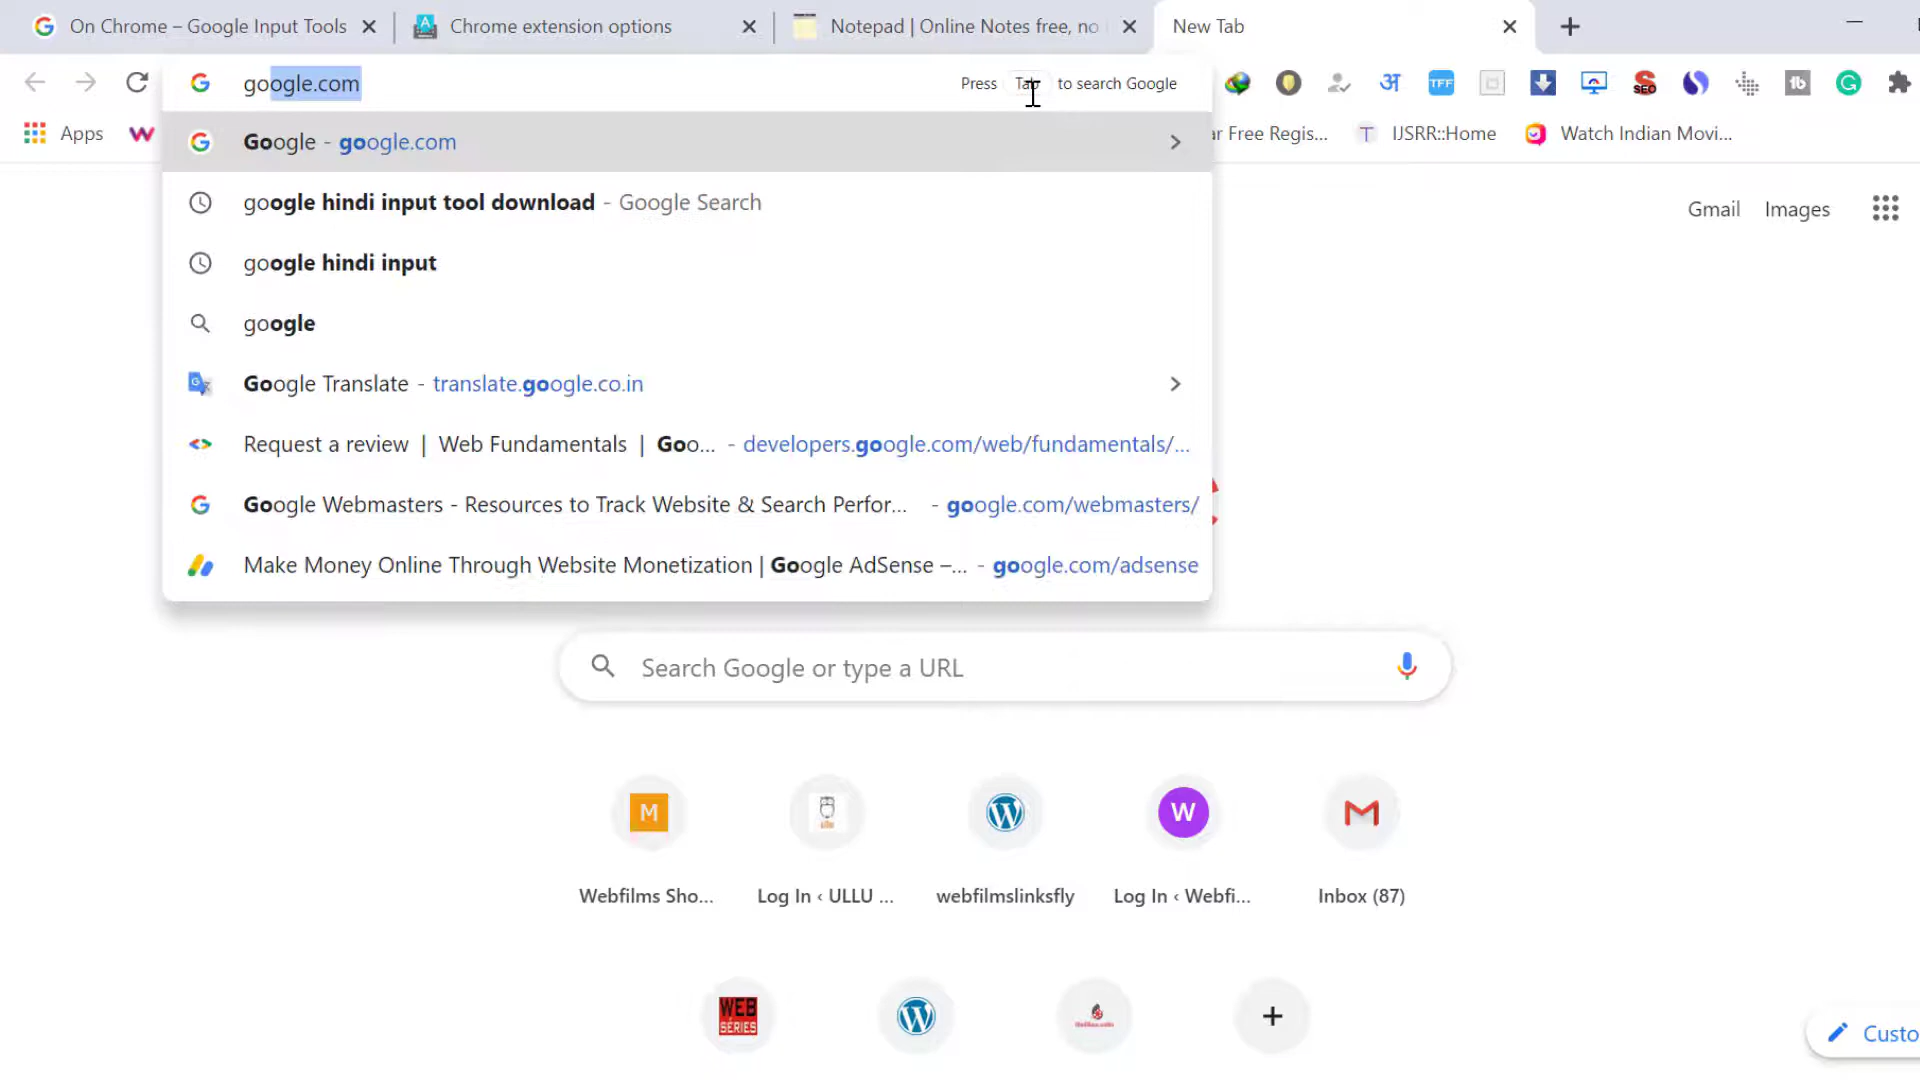 On Chrome – Google Input Tools
Chrome extension options
Notepad | Online Notes free, no
New Tab
google.com
Press Tab to search Google
Apps
ar Free Regis...
IJSRR::Home
Watch Indian Movi...
Google - google.com
google hindi input tool download - Google Search
google hindi input
google
Google Translate - translate.google.co.in
Request a review | Web Fundamentals | Goo... - developers.google.com/web/fundamentals/...
Google Webmasters - Resources to Track Website & Search Perfor... - google.com/webmasters/
Make Money Online Through Website Monetization | Google AdSense –... - google.com/adsense
Gmail
Images
Search Google or type a URL
Webfilms Sho...
Log In ‹ ULLU ...
webfilmslinksfly
Log In ‹ Webfi...
Inbox (87)
WEB
SERIES
Custo
अ
TFF
SEO
tb
M
W